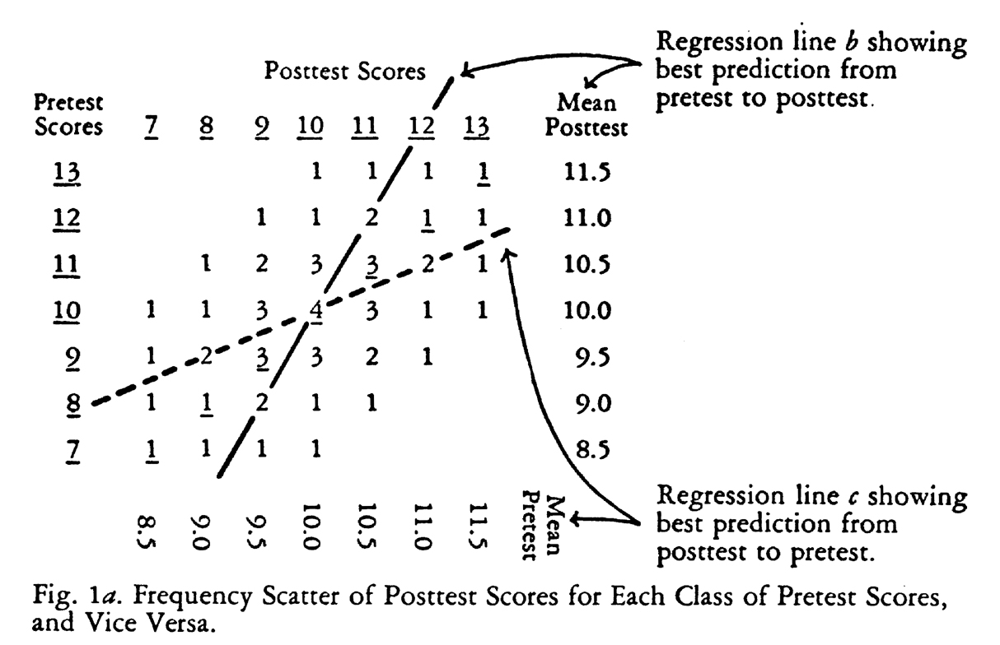 Regression line b showing
best prediction from
pretest to posttest.
Posttest Scores
Pretest Scores 7 8 9 10 11 12 13 Mean Posttest
13 1 1 1 1 11.5
12 1 1 2 1 1 11.0
11 1 2 3 3 2 1 10.5
10 1 1 3 4 3 1 1 10.0
9 1 2 3 3 2 1 9.5
8 1 1 2 1 1 9.0
7 1 1 1 1 8.5
8.5 9.0 9.5 10.0 10.5 11.0 11.5 Mean Pretest
Regression line c showing
best prediction from
posttest to pretest.
Fig. 1a. Frequency Scatter of Posttest Scores for Each Class of Pretest Scores,
and Vice Versa.